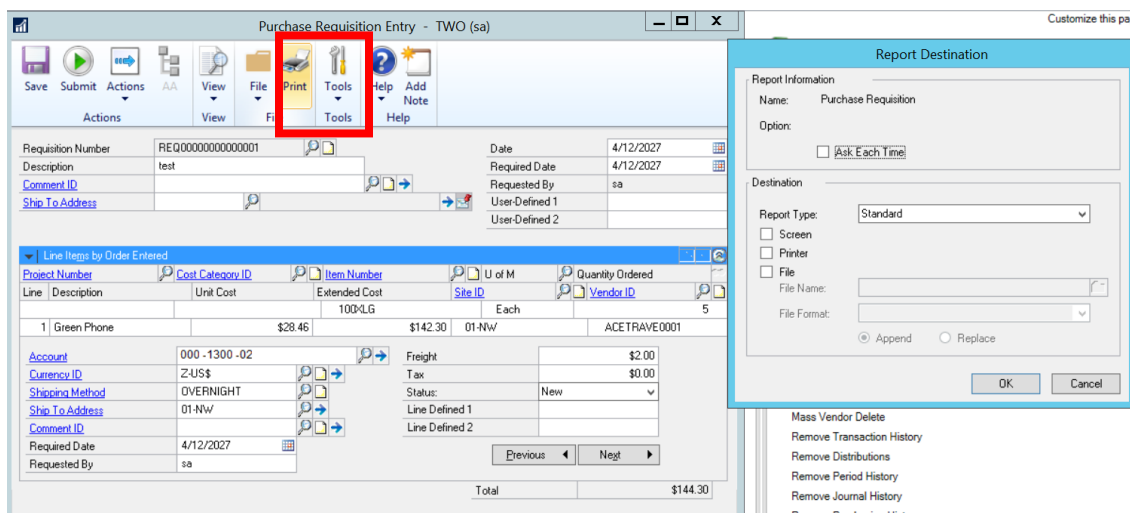 Purchase Requisition Entry - TWO (sa)
Save Submit Actions AA View File Print Tools Help Add Note
Actions View Fi Tools Help
Requisition Number REQ00000000000001 Date 4/12/2027
Description test Required Date 4/12/2027
Comment ID Requested By sa
Ship To Address User-Defined 1
User-Defined 2
Line Items by Order Entered
Project Number Cost Category ID Item Number U of M Quantity Ordered
Line Description Unit Cost Extended Cost Site ID Vendor ID
100XLG Each 5
1 Green Phone $28.46 $142.30 01-NW ACETRAVE0001
Account 000 -1300 -02 Freight $2.00
Currency ID Z-US$ Tax $0.00
Shipping Method OVERNIGHT Status: New
Ship To Address 01-NW Line Defined 1
Comment ID Line Defined 2
Required Date 4/12/2027 Previous Next
Requested By sa
Total $144.30
Customize this pa
Report Destination
Report Information
Name: Purchase Requisition
Option:
Ask Each Time
Destination
Report Type: Standard
Screen
Printer
File
File Name:
File Format:
Append Replace
OK Cancel
Mass Vendor Delete
Remove Transaction History
Remove Distributions
Remove Period History
Remove Journal History